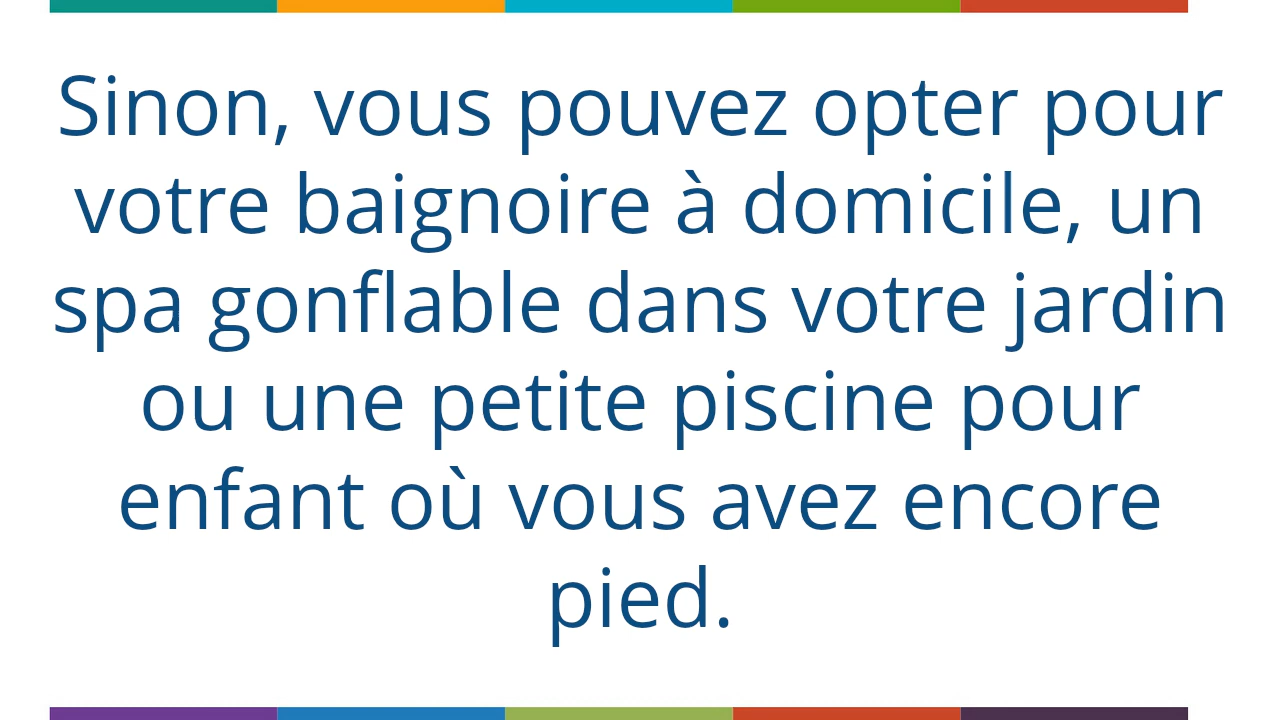 Sinon, vous pouvez opter pour
votre baignoire à domicile, un
spa gonflable dans votre jardin
ou une petite piscine pour
enfant où vous avez encore
pied.